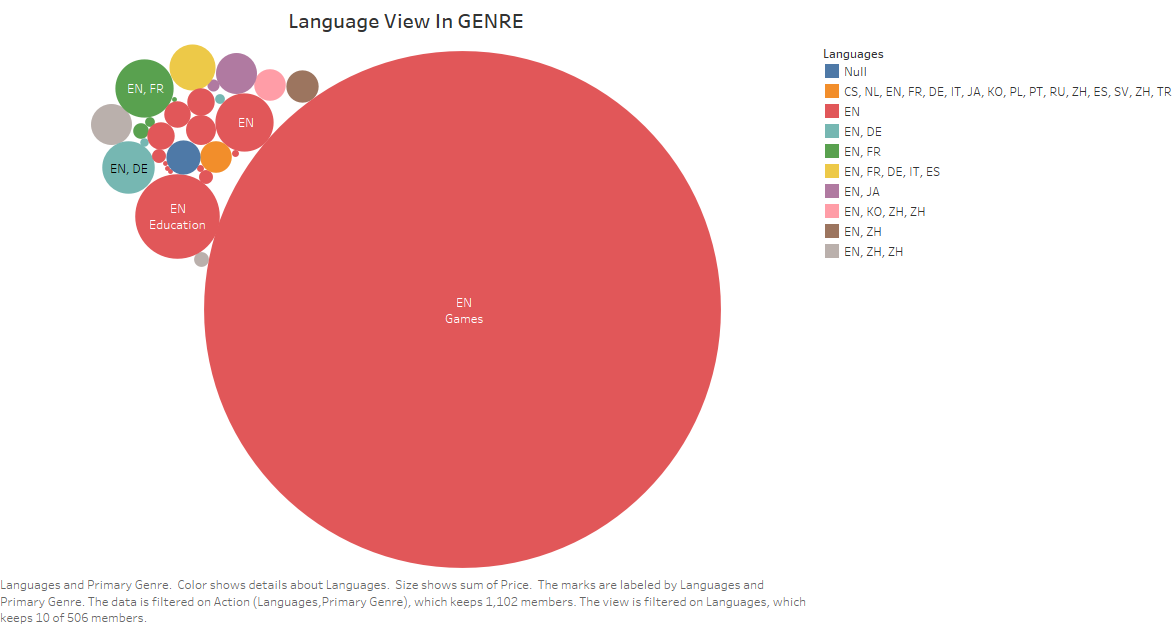 Language View In GENRE
Languages
Null
CS, NL, EN, FR, DE, IT, JA, KO, PL, PT, RU, ZH, ES, SV, ZH, TR
EN
EN, DE
EN, FR
EN, FR, DE, IT, ES
EN, JA
EN, KO, ZH, ZH
EN, ZH
EN, ZH, ZH
EN, FR
EN
EN, DE
EN
Education
EN
Games
Languages and Primary Genre.  Color shows details about Languages.  Size shows sum of Price.  The marks are labeled by Languages and
Primary Genre. The data is filtered on Action (Languages,Primary Genre), which keeps 1,102 members. The view is filtered on Languages, which
keeps 10 of 506 members.